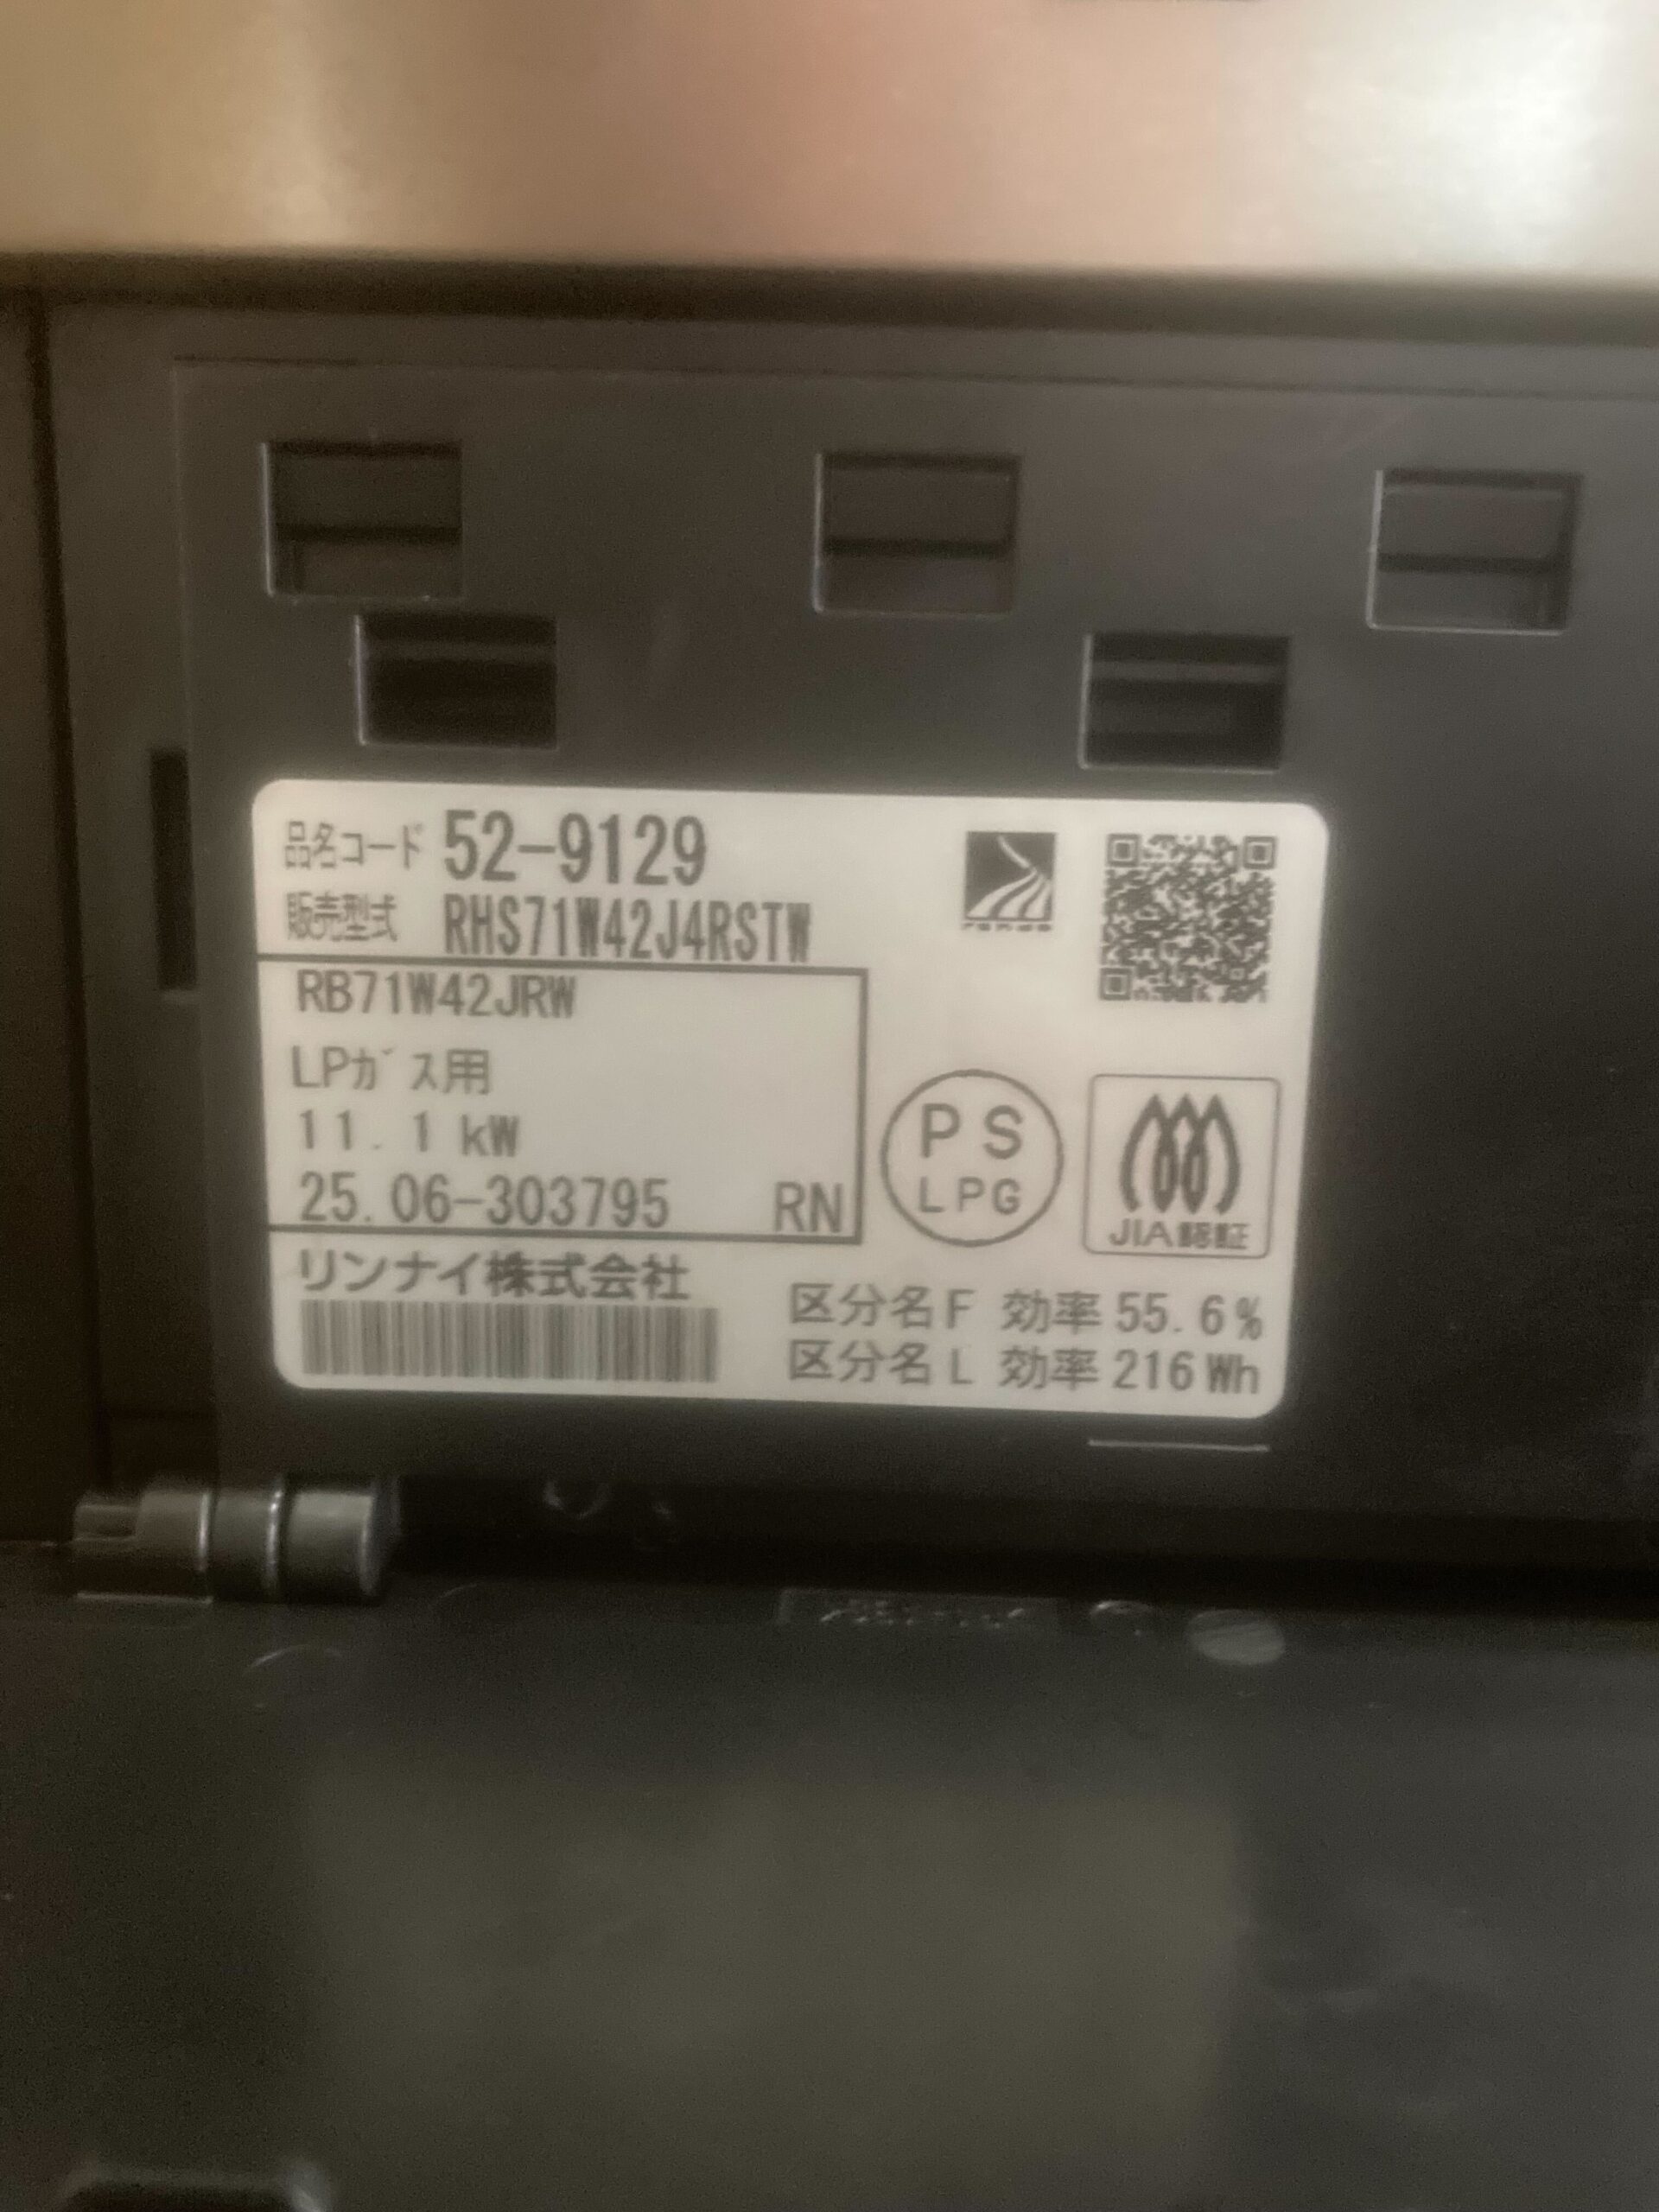 品名コード 52-9129
販売型式 RHS71W42J4RSTW
RB71W42JRW
LPガス用
11.1 kW
25.06-303795 RN
PS
LPG
JIA認証
リンナイ株式会社
区分名F 効率 55.6%
区分名L 効率 216Wh